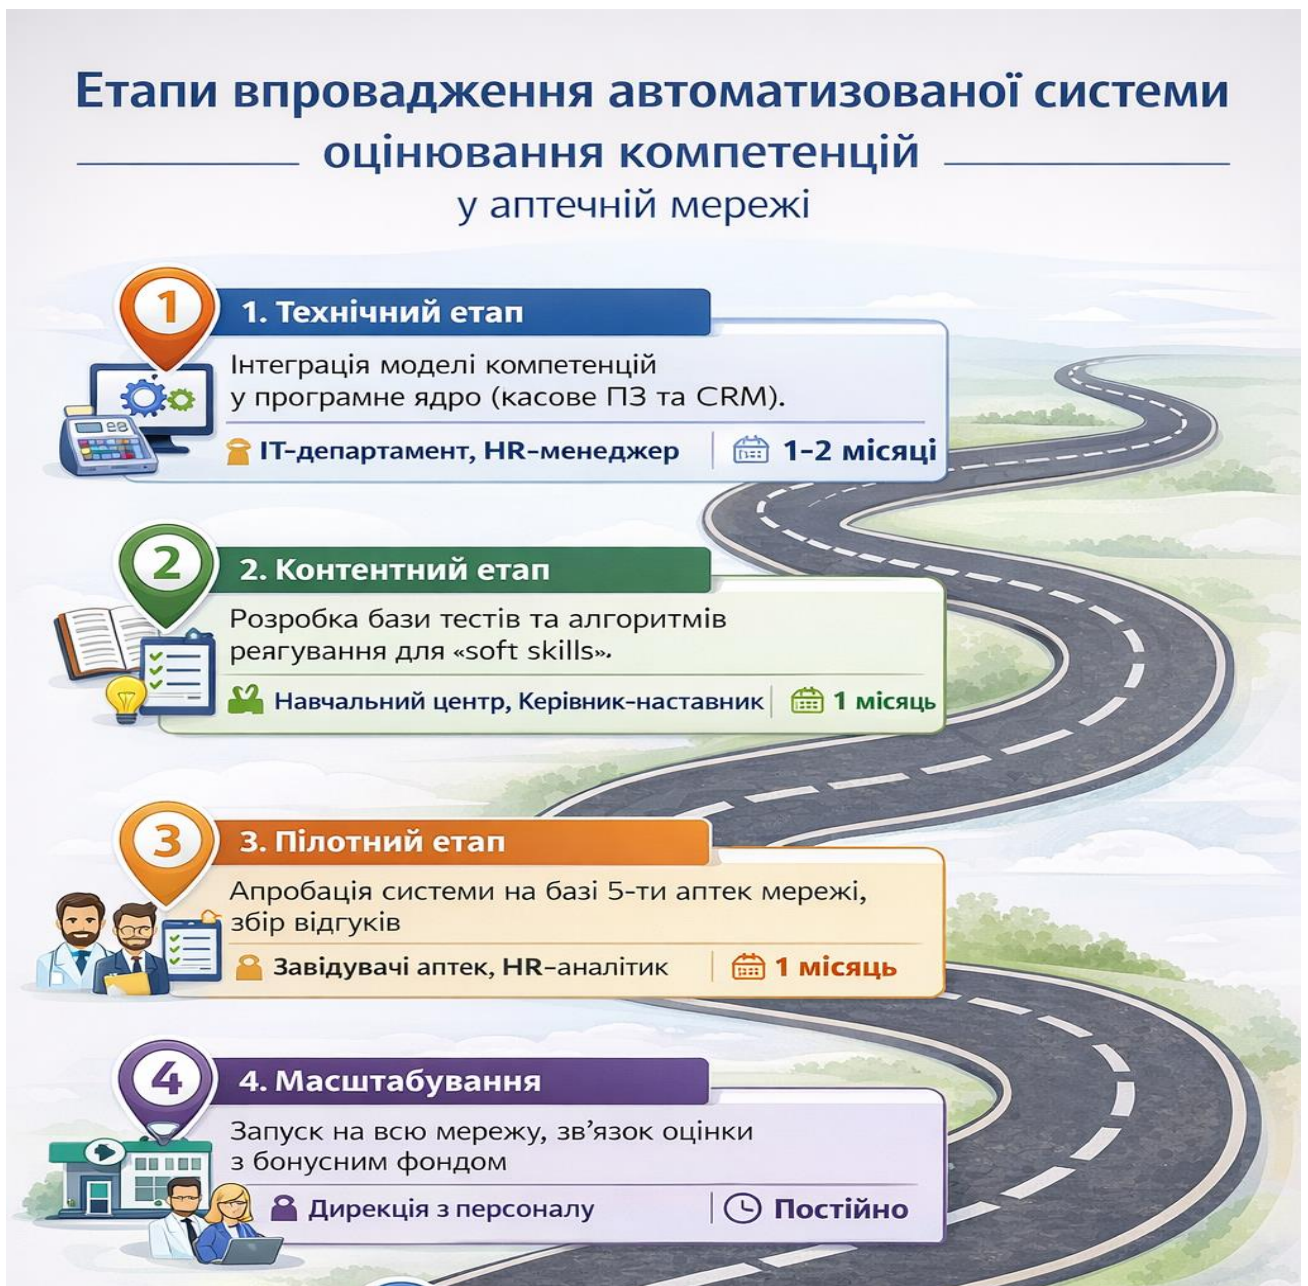 Етапи впровадження автоматизованої системи
оцінювання компетенцій
у аптечній мережі
1
1. Технічний етап
Інтеграція моделі компетенцій
у програмне ядро (касове ПЗ та CRM).
ІТ-департамент, HR-менеджер
1-2 місяці
2
2. Контентний етап
Розробка бази тестів та алгоритмів
реагування для «soft skills».
Навчальний центр, Керівник-наставник
1 місяць
3
3. Пілотний етап
Апробація системи на базі 5-ти аптек мережі,
збір відгуків
Завідувачі аптек, HR-аналітик
1 місяць
4
4. Масштабування
Запуск на всю мережу, зв'язок оцінки
з бонусним фондом
Дирекція з персоналу
Постійно